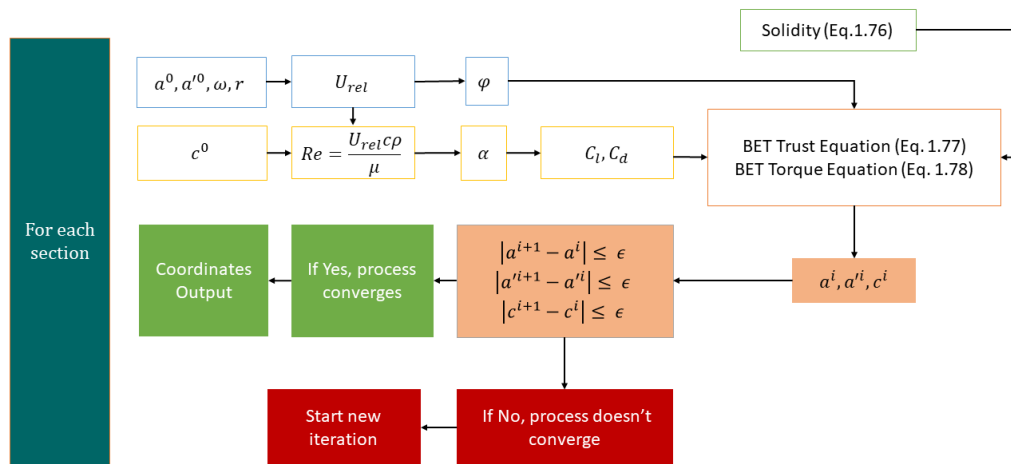 Solidity (Eq.1.76)
a⁰, a′⁰, ω, r
U_rel
φ
c⁰
Re = U_rel cρ / μ
α
C_l, C_d
BET Trust Equation (Eq. 1.77)
BET Torque Equation (Eq. 1.78)
For each
section
Coordinates
Output
If Yes, process
converges
|a^{i+1} − a^i| ≤ ϵ
|a′^{i+1} − a′^i| ≤ ϵ
|c^{i+1} − c^i| ≤ ϵ
a^i, a′^i, c^i
Start new
iteration
If No, process doesn’t
converge